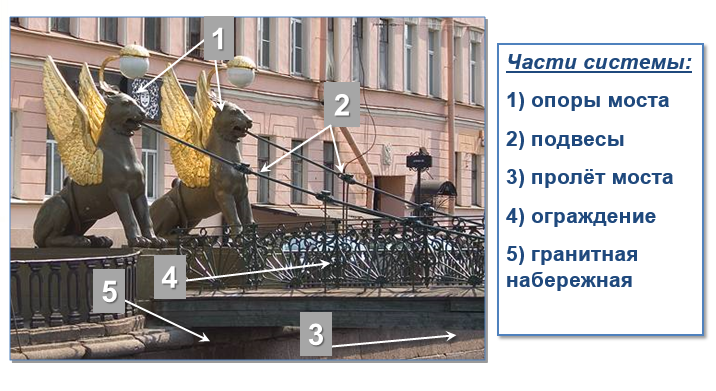 1
2
4
5
3
Части системы:
1) опоры моста
2) подвесы
3) пролёт моста
4) ограждение
5) гранитная
набережная